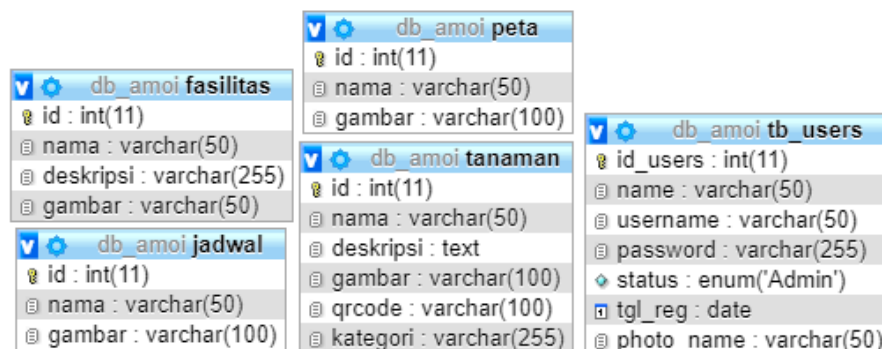 db_amoi fasilitas
id : int(11)
nama : varchar(50)
deskripsi : varchar(255)
gambar : varchar(50)
db_amoi jadwal
id : int(11)
nama : varchar(50)
gambar : varchar(100)
db_amoi peta
id : int(11)
nama : varchar(50)
gambar : varchar(100)
db_amoi tanaman
id : int(11)
nama : varchar(50)
deskripsi : text
gambar : varchar(100)
qrcode : varchar(100)
kategori : varchar(255)
db_amoi tb_users
id_users : int(11)
name : varchar(50)
username : varchar(50)
password : varchar(255)
status : enum('Admin')
tgl_reg : date
photo_name : varchar(50)